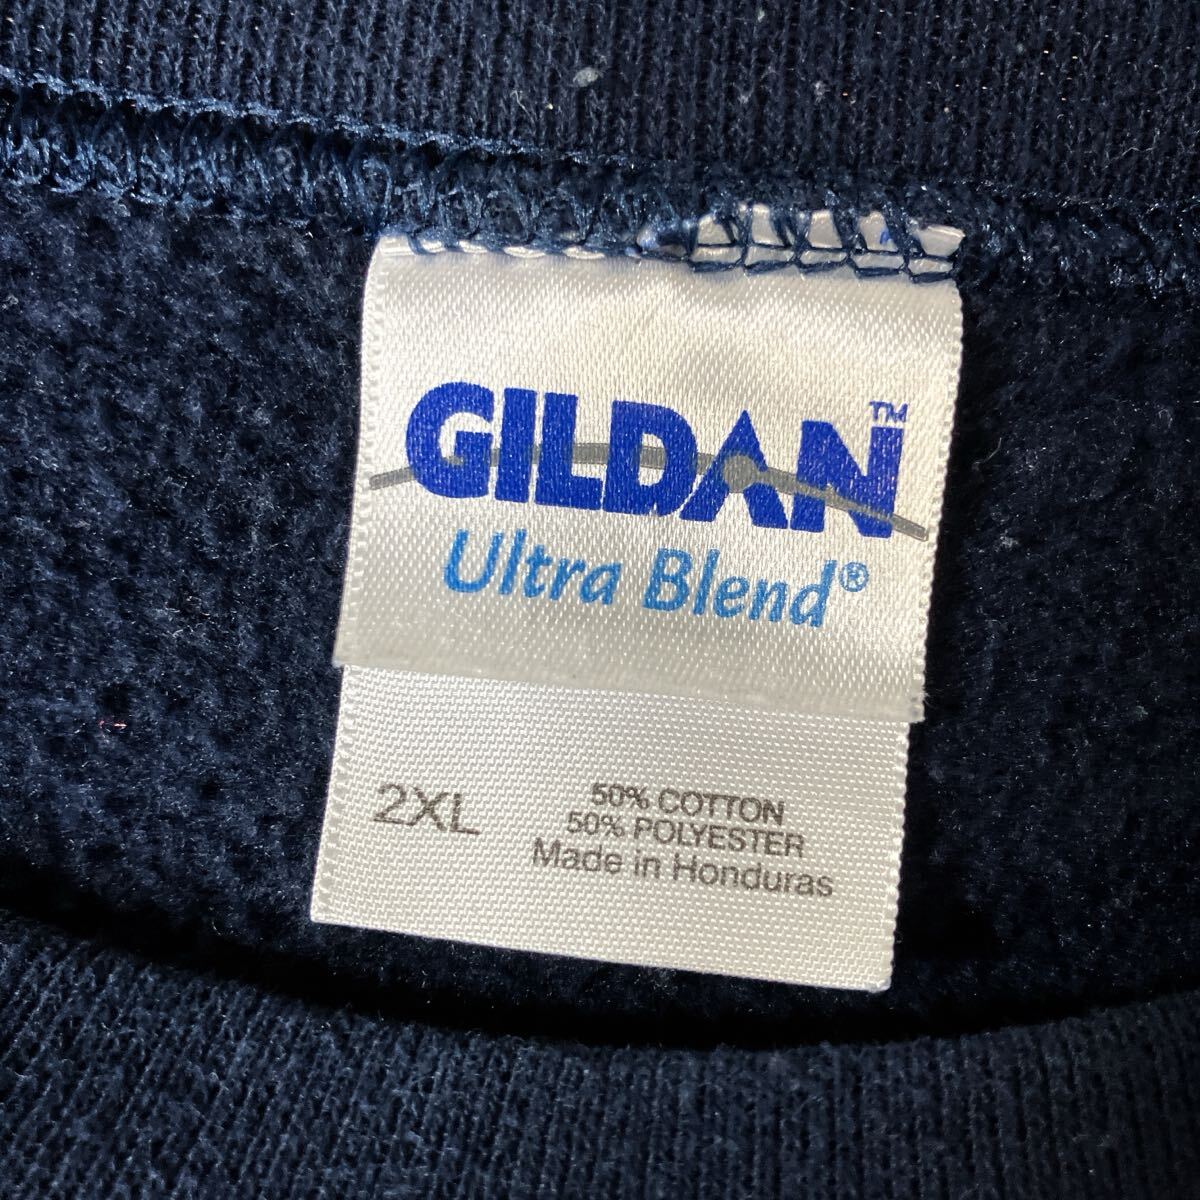 GILDAN™
Ultra Blend®
2XL
50% COTTON
50% POLYESTER
Made in Honduras